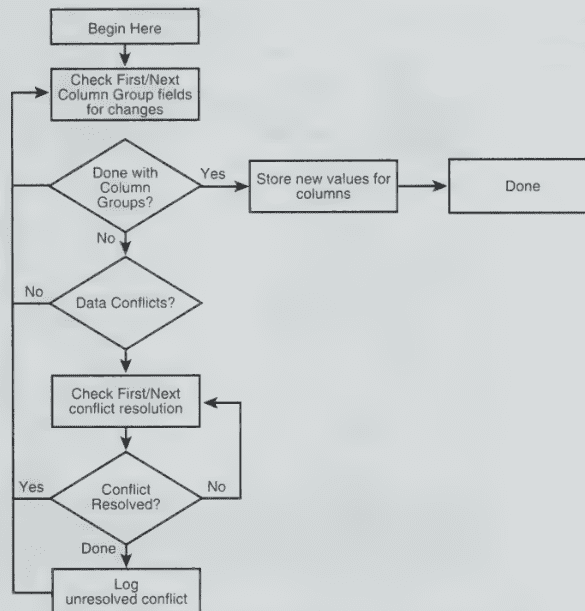 Begin Here
Check First/Next
Column Group fields
for changes
Done with
Column
Groups?
Yes
Store new values for
columns
Done
No
No
Data Conflicts?
Check First/Next
conflict resolution
Yes
Conflict
Resolved?
No
Done
Log
unresolved conflict